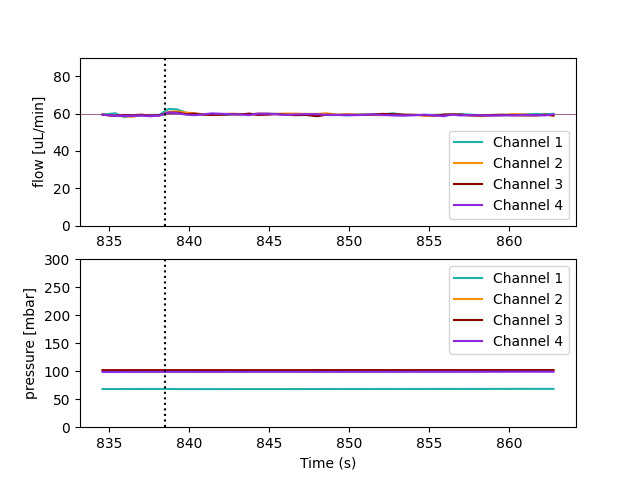 flow [uL/min]
80
60
40
20
0
Channel 1
Channel 2
Channel 3
Channel 4
835 840 845 850 855 860
pressure [mbar]
300
250
200
150
100
50
0
Channel 1
Channel 2
Channel 3
Channel 4
835 840 845 850 855 860
Time (s)